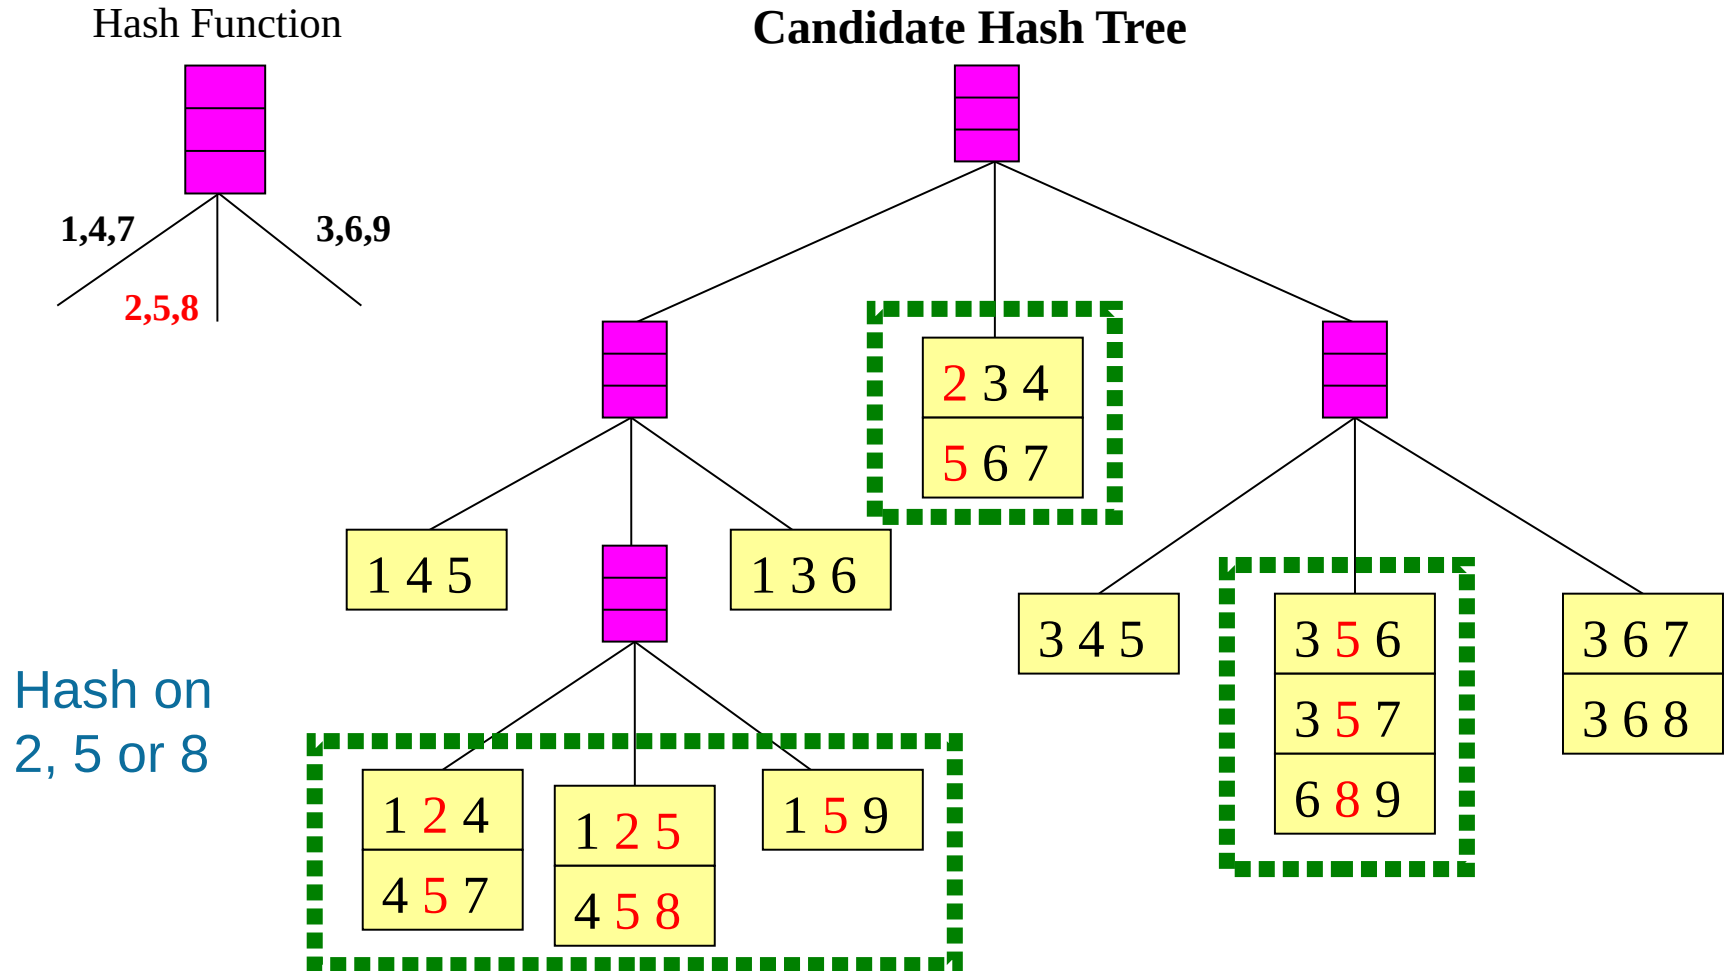 Hash Function
Candidate Hash Tree
1,4,7
3,6,9
2,5,8
2 3 4
5 6 7
1 4 5
1 3 6
3 4 5
3 5 6
3 5 7
6 8 9
3 6 7
3 6 8
Hash on
2, 5 or 8
1 2 4
4 5 7
1 2 5
4 5 8
1 5 9